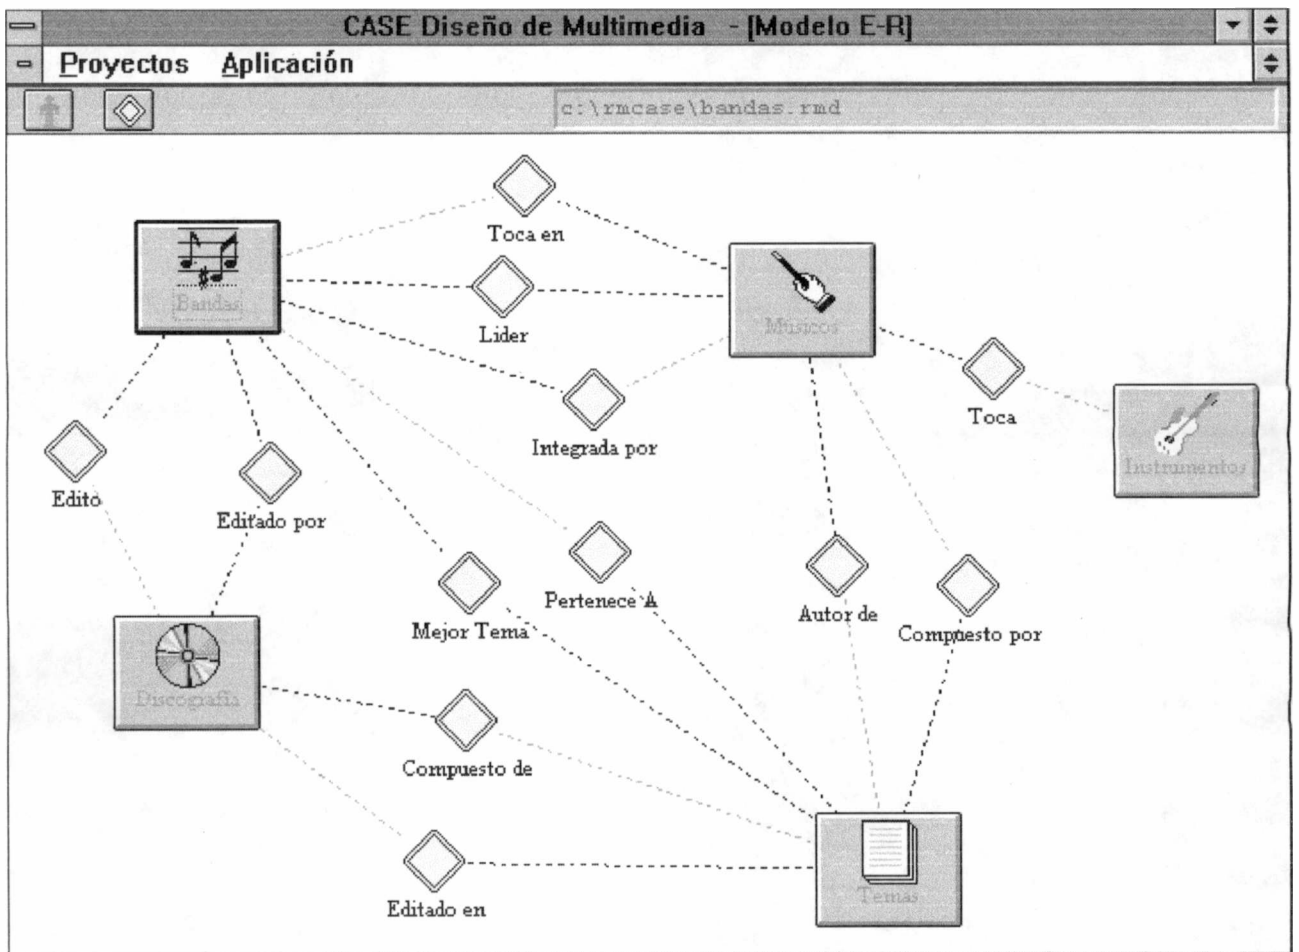 CASE Diseño de Multimedia - [Modelo E-R]
Proyectos Aplicación
c:\rmcase\bandas.rmd
Toca en
Bandas
Lider
Músicos
Toca
Integrada por
Instrumentos
Edito
Editado por
Pertenece A
Autor de
Mejor Tema
Compuesto por
Discografía
Compuesto de
Temas
Editado en